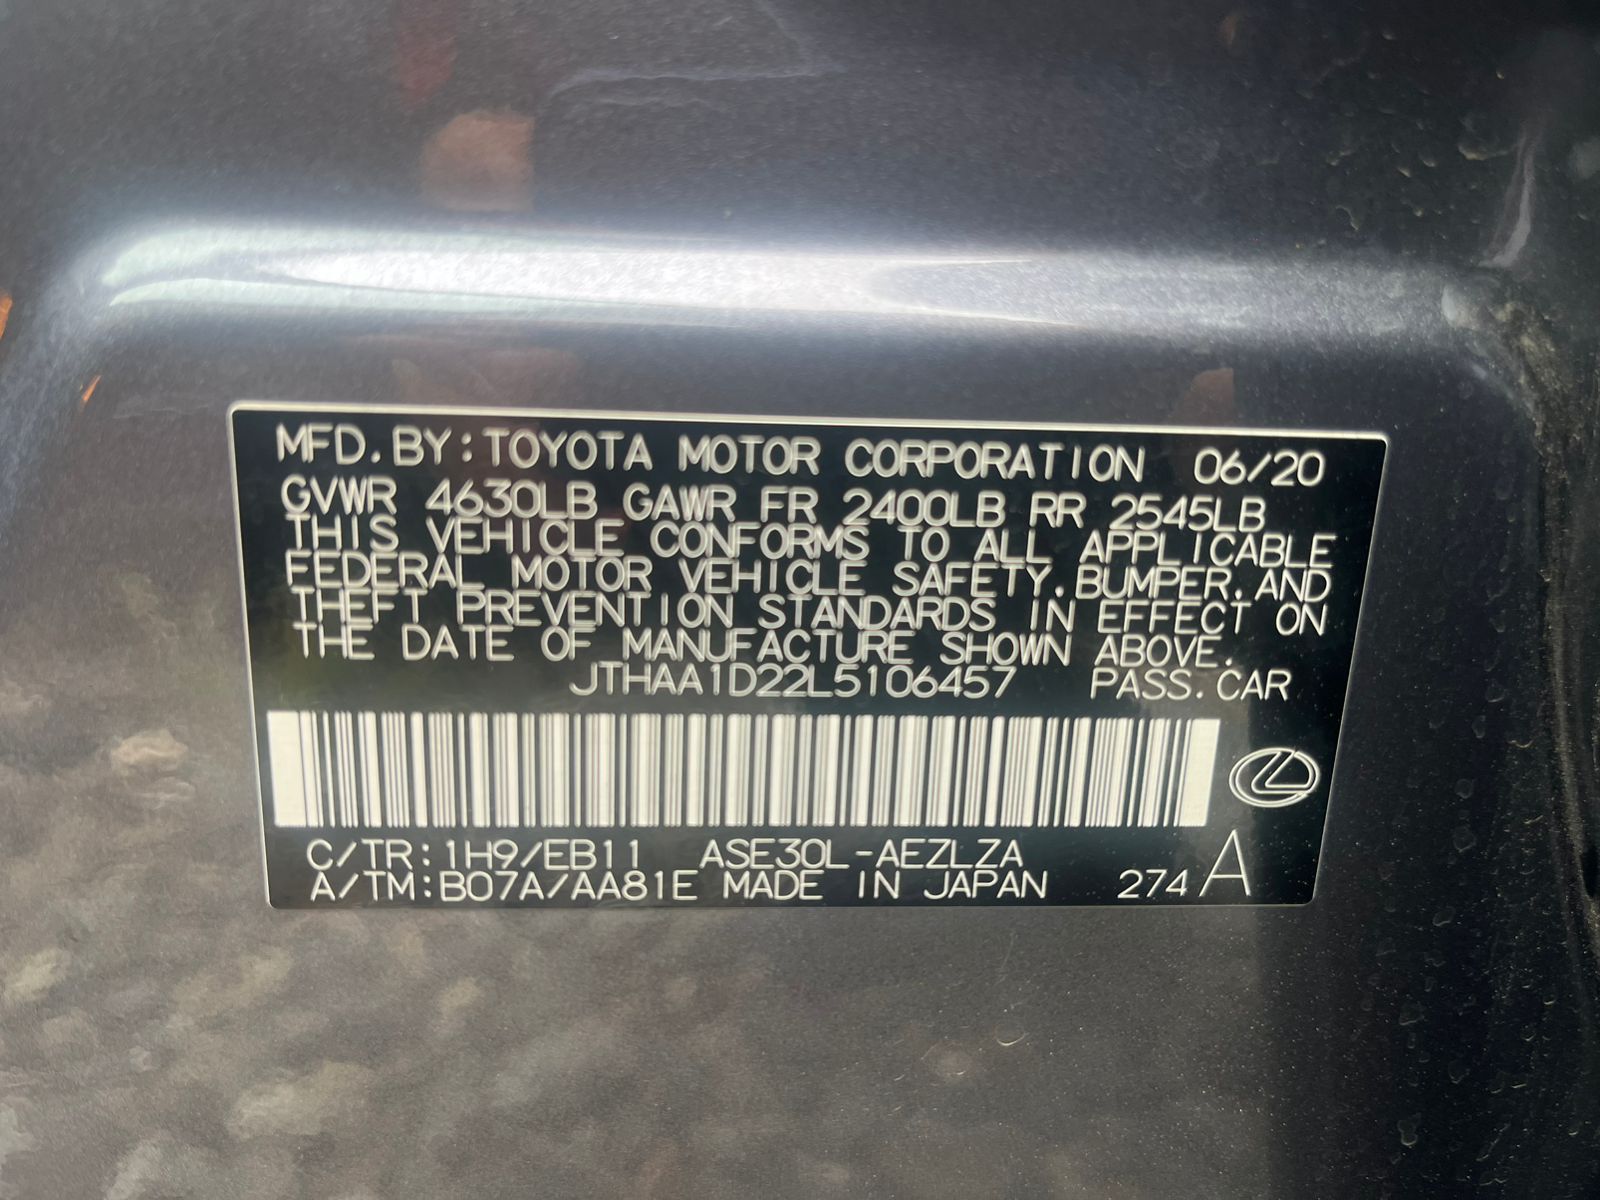 MFD. BY: TOYOTA MOTOR CORPORATION 06/20
GVWR 4630LB GAWR FR 2400LB RR 2545LB
THIS VEHICLE CONFORMS TO ALL APPLICABLE
FEDERAL MOTOR VEHICLE SAFETY, BUMPER, AND
THEFT PREVENTION STANDARDS IN EFFECT ON
THE DATE OF MANUFACTURE SHOWN ABOVE.
JTHAA1D22L5106457 PASS. CAR
C/TR: 1H9/EB11 ASE30L-AEZLZA
A/TM: B07A/AA81E MADE IN JAPAN 274 A